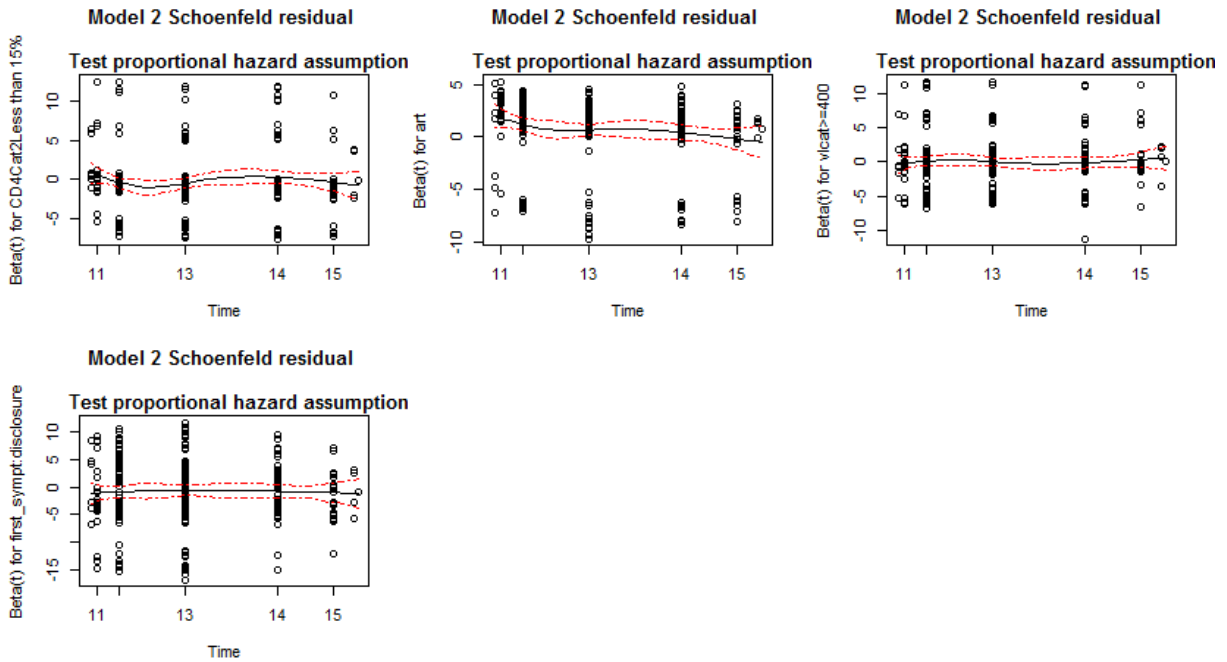 Model 2 Schoenfeld residual
Test proportional hazard assumption
Beta(t) for CD4Cat2Less than 15%
10
5
0
-5
11
13
14
15
Time
Model 2 Schoenfeld residual
Test proportional hazard assumption
Beta(t) for art
5
0
-5
-10
11
13
14
15
Time
Model 2 Schoenfeld residual
Test proportional hazard assumption
Beta(t) for vlcat>=400
10
5
0
-5
-10
11
13
14
15
Time
Model 2 Schoenfeld residual
Test proportional hazard assumption
Beta(t) for first_sympt:disclosure
10
5
0
-5
-15
11
13
14
15
Time